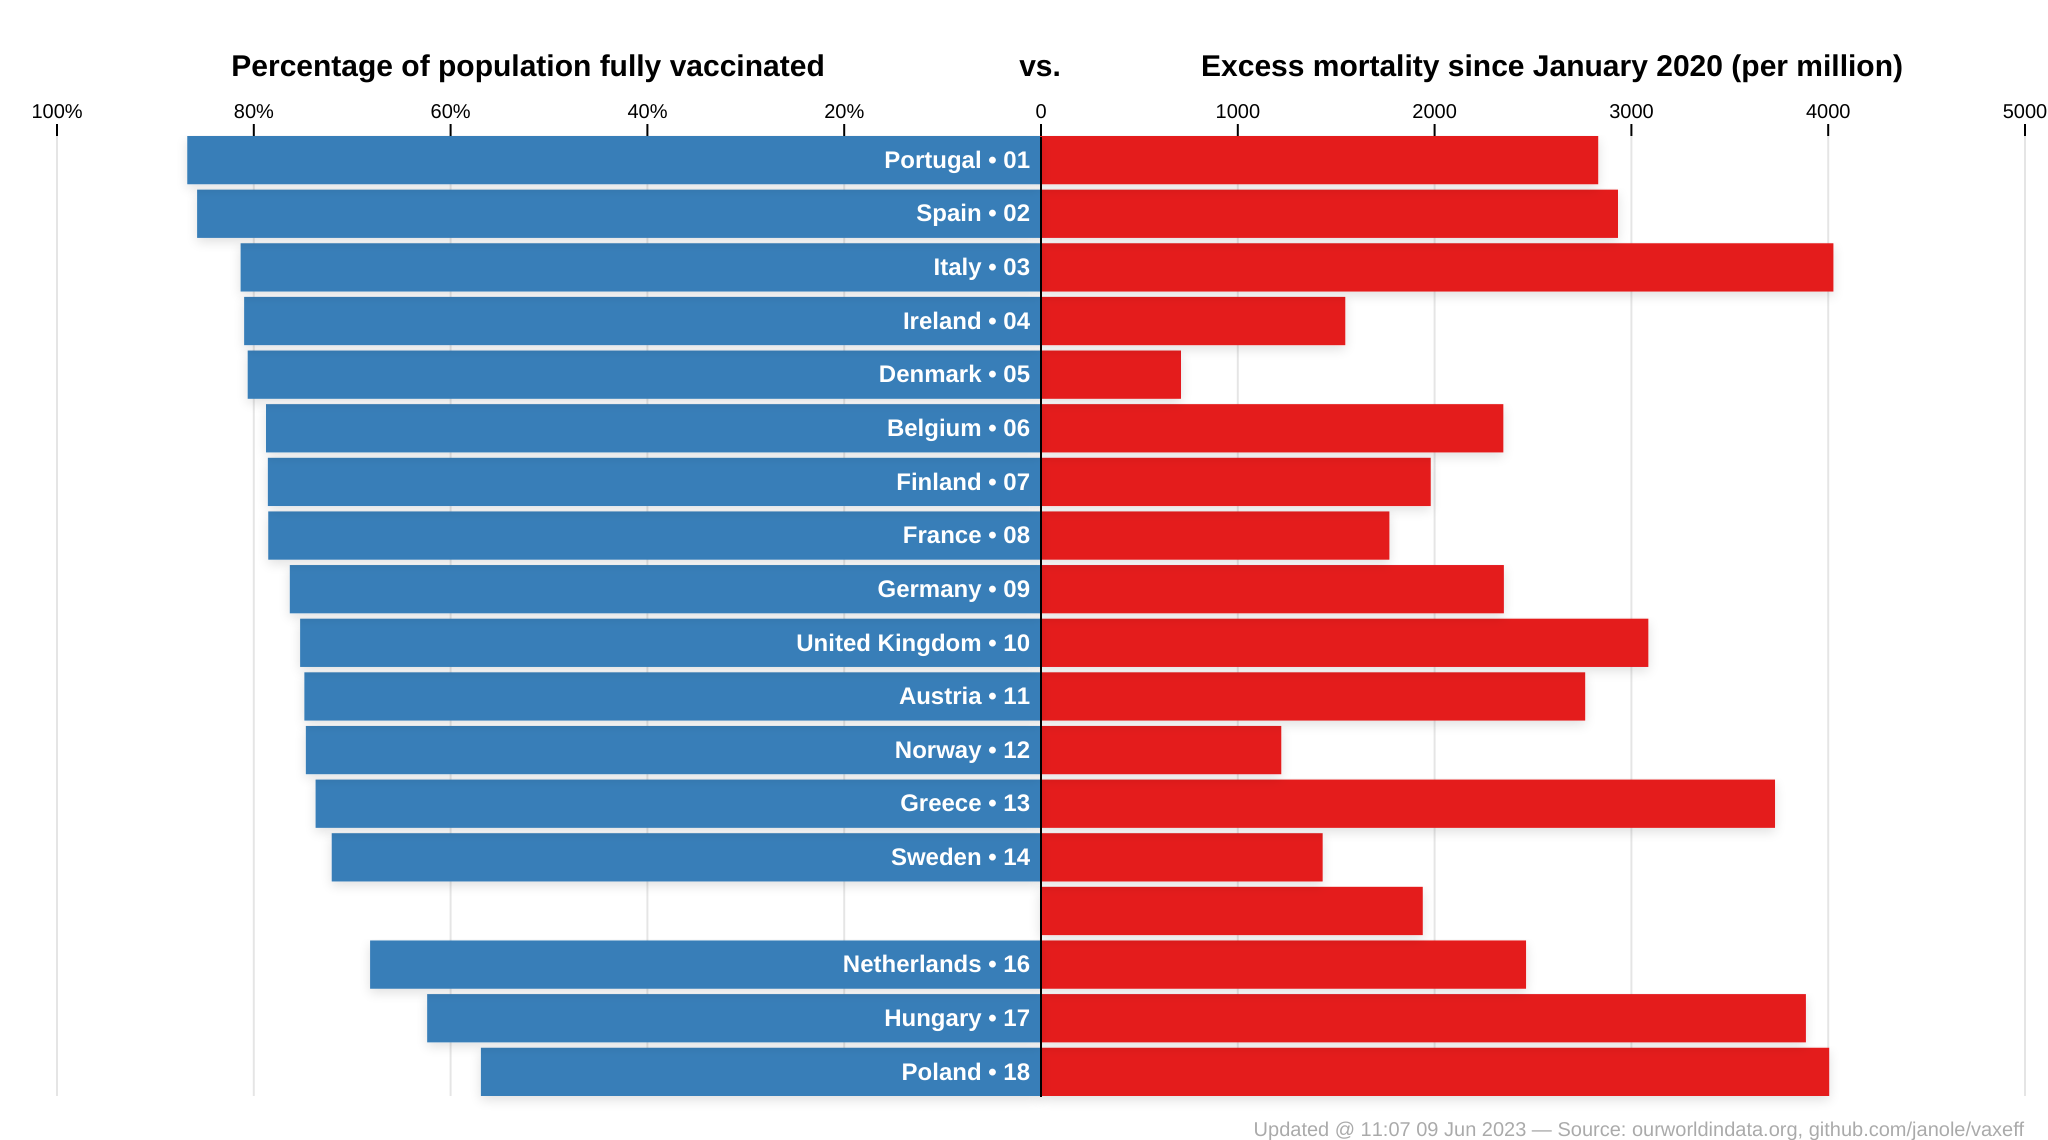 Percentage of population fully vaccinated vs. Excess mortality since January 2020 (per million)
100% 80% 60% 40% 20% 0 1000 2000 3000 4000 5000
Portugal • 01
Spain • 02
Italy • 03
Ireland • 04
Denmark • 05
Belgium • 06
Finland • 07
France • 08
Germany • 09
United Kingdom • 10
Austria • 11
Norway • 12
Greece • 13
Sweden • 14
Netherlands • 16
Hungary • 17
Poland • 18
Updated @ 11:07 09 Jun 2023 — Source: ourworldindata.org, github.com/janole/vaxeff